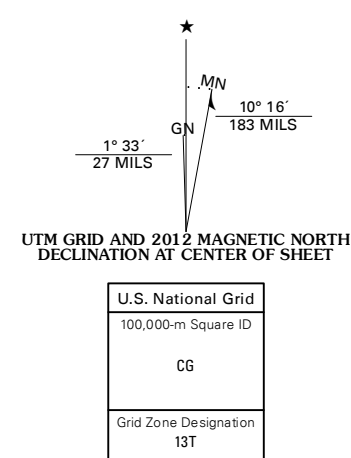 ★
MN
10° 16´
183 MILS
GN
1° 33´
27 MILS
UTM GRID AND 2012 MAGNETIC NORTH
DECLINATION AT CENTER OF SHEET
U.S. National Grid
100,000-m Square ID
CG
Grid Zone Designation
13T